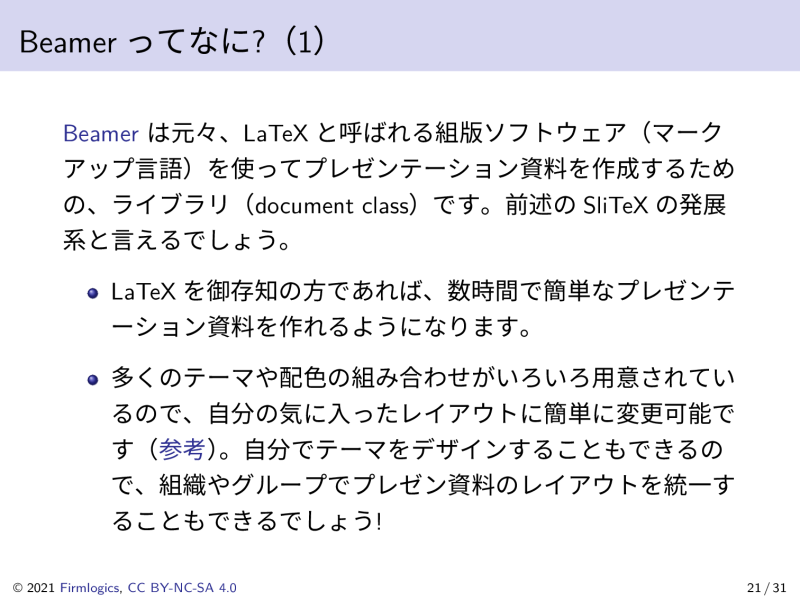 Beamer ってなに?（1）
Beamer は元々、LaTeX と呼ばれる組版ソフトウェア（マーク
アップ言語）を使ってプレゼンテーション資料を作成するため
の、ライブラリ（document class）です。前述の SliTeX の発展
系と言えるでしょう。
LaTeX を御存知の方であれば、数時間で簡単なプレゼンテ
ーション資料を作れるようになります。
多くのテーマや配色の組み合わせがいろいろ用意されてい
るので、自分の気に入ったレイアウトに簡単に変更可能で
す（参考）。自分でテーマをデザインすることもできるの
で、組織やグループでプレゼン資料のレイアウトを統一す
ることもできるでしょう!
© 2021 Firmlogics, CC BY-NC-SA 4.0
21 / 31